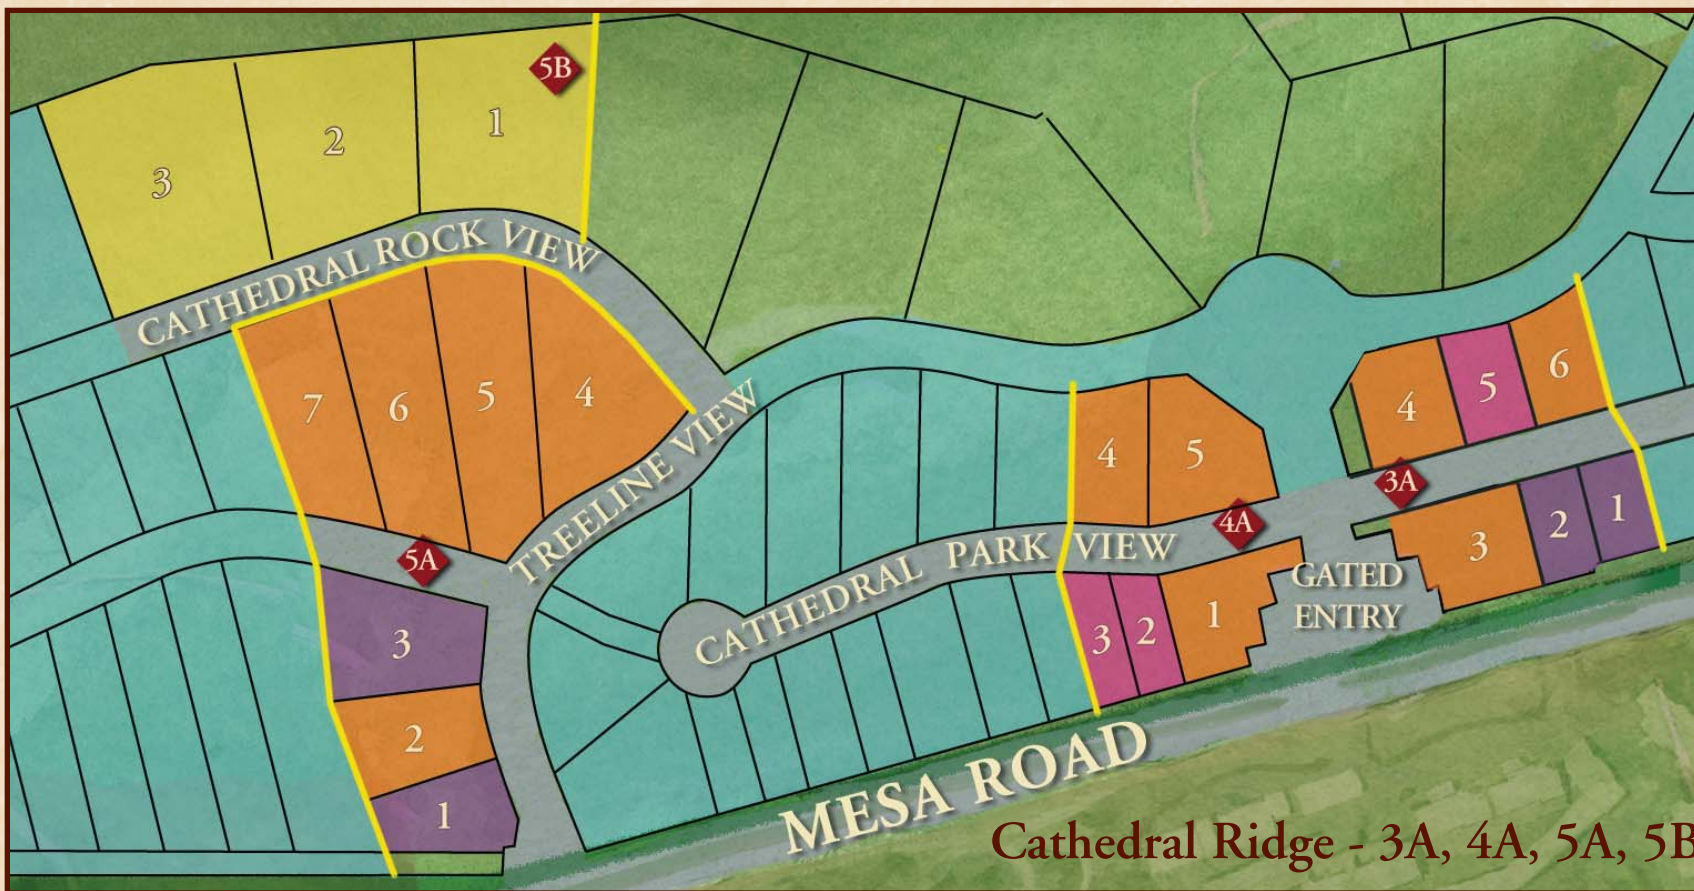 5B
3
2
1
CATHEDRAL ROCK VIEW
7
6
5
4
TREELINE VIEW
5A
3
2
1
4
5
4A
CATHEDRAL PARK VIEW
3
2
1
4
5
6
3A
3
2
1
GATED
ENTRY
MESA ROAD
Cathedral Ridge - 3A, 4A, 5A, 5B